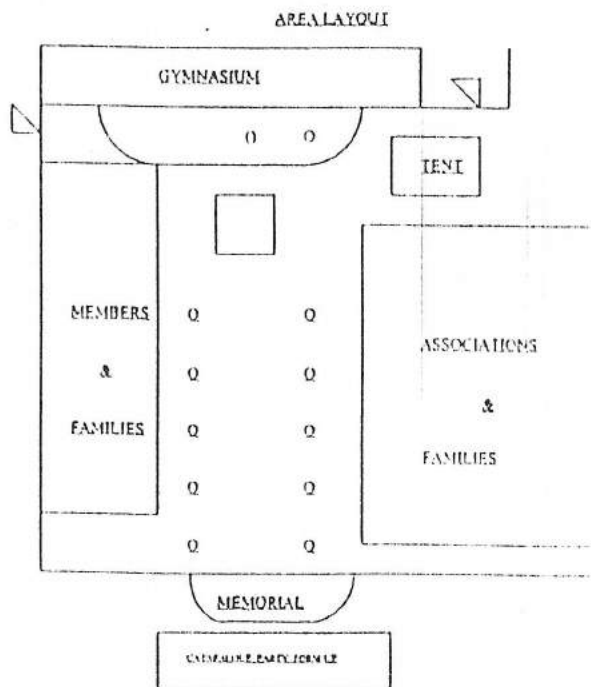 AREA LAYOUT
GYMNASIUM
O Q
TENT
MEMBERS
&
FAMILIES
ASSOCIATIONS
&
FAMILIES
Q Q
Q Q
Q Q
Q Q
Q Q
MEMORIAL